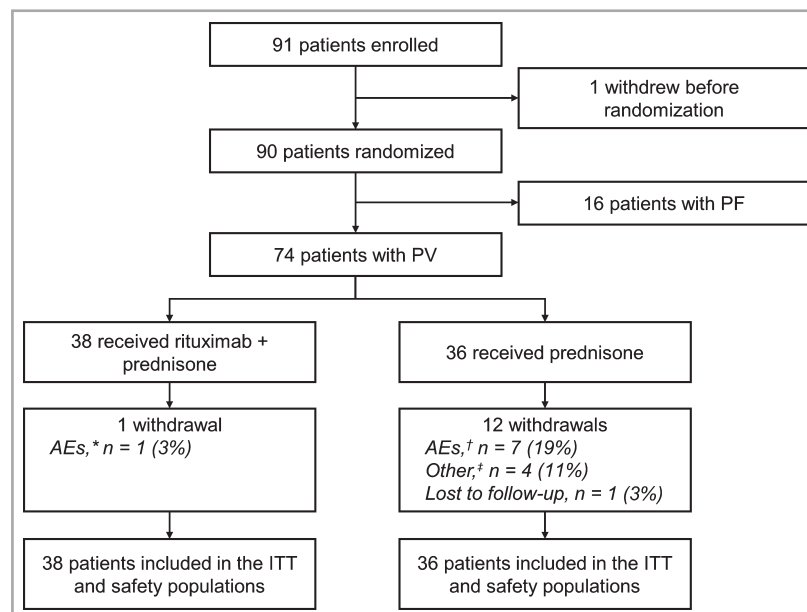 91 patients enrolled
1 withdrew before
randomization
90 patients randomized
16 patients with PF
74 patients with PV
38 received rituximab +
prednisone
36 received prednisone
1 withdrawal
AEs,* n = 1 (3%)
12 withdrawals
AEs,† n = 7 (19%)
Other,‡ n = 4 (11%)
Lost to follow-up, n = 1 (3%)
38 patients included in the ITT
and safety populations
36 patients included in the ITT
and safety populations